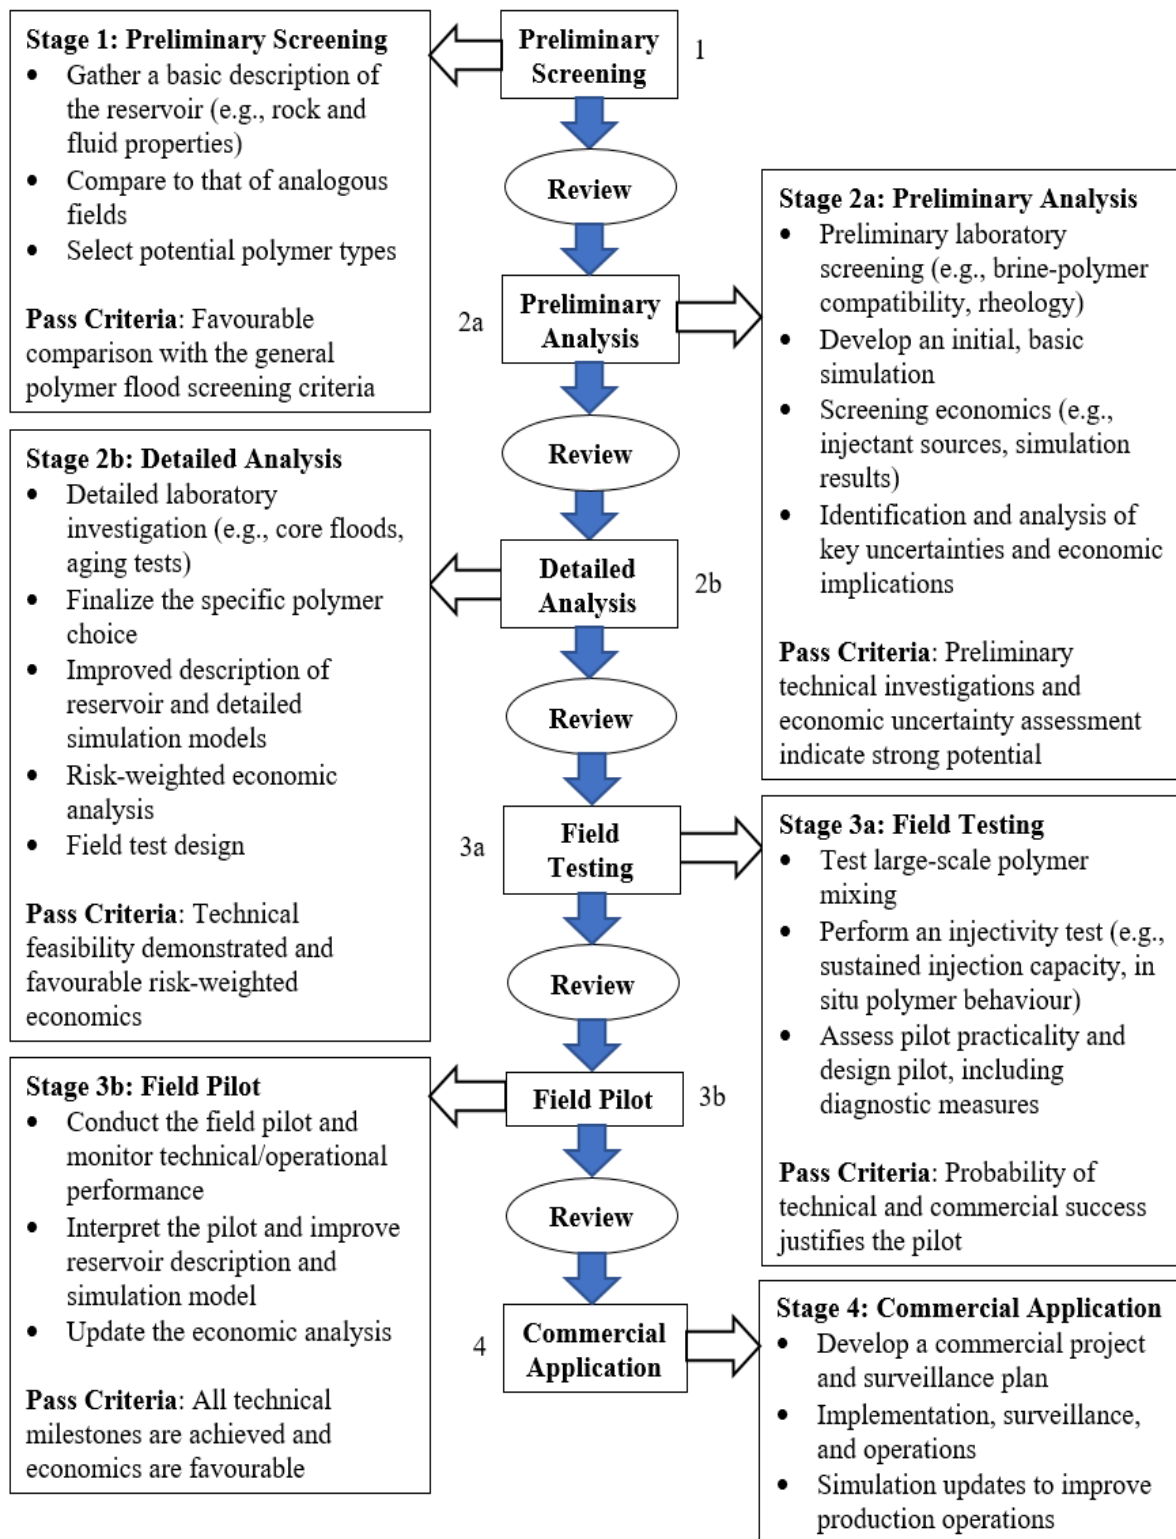 Stage 1: Preliminary Screening
• Gather a basic description of
the reservoir (e.g., rock and
fluid properties)
• Compare to that of analogous
fields
• Select potential polymer types
Pass Criteria: Favourable
comparison with the general
polymer flood screening criteria
Preliminary
Screening
1
Review
Stage 2a: Preliminary Analysis
• Preliminary laboratory
screening (e.g., brine-polymer
compatibility, rheology)
• Develop an initial, basic
simulation
• Screening economics (e.g.,
injectant sources, simulation
results)
• Identification and analysis of
key uncertainties and economic
implications
Pass Criteria: Preliminary
technical investigations and
economic uncertainty assessment
indicate strong potential
2a
Preliminary
Analysis
Review
Stage 2b: Detailed Analysis
• Detailed laboratory
investigation (e.g., core floods,
aging tests)
• Finalize the specific polymer
choice
• Improved description of
reservoir and detailed
simulation models
• Risk-weighted economic
analysis
• Field test design
Pass Criteria: Technical
feasibility demonstrated and
favourable risk-weighted
economics
Detailed
Analysis
2b
Review
3a
Field
Testing
Stage 3a: Field Testing
• Test large-scale polymer
mixing
• Perform an injectivity test (e.g.,
sustained injection capacity, in
situ polymer behaviour)
• Assess pilot practicality and
design pilot, including
diagnostic measures
Pass Criteria: Probability of
technical and commercial success
justifies the pilot
Review
Stage 3b: Field Pilot
• Conduct the field pilot and
monitor technical/operational
performance
• Interpret the pilot and improve
reservoir description and
simulation model
• Update the economic analysis
Pass Criteria: All technical
milestones are achieved and
economics are favourable
Field Pilot
3b
Review
4
Commercial
Application
Stage 4: Commercial Application
• Develop a commercial project
and surveillance plan
• Implementation, surveillance,
and operations
• Simulation updates to improve
production operations